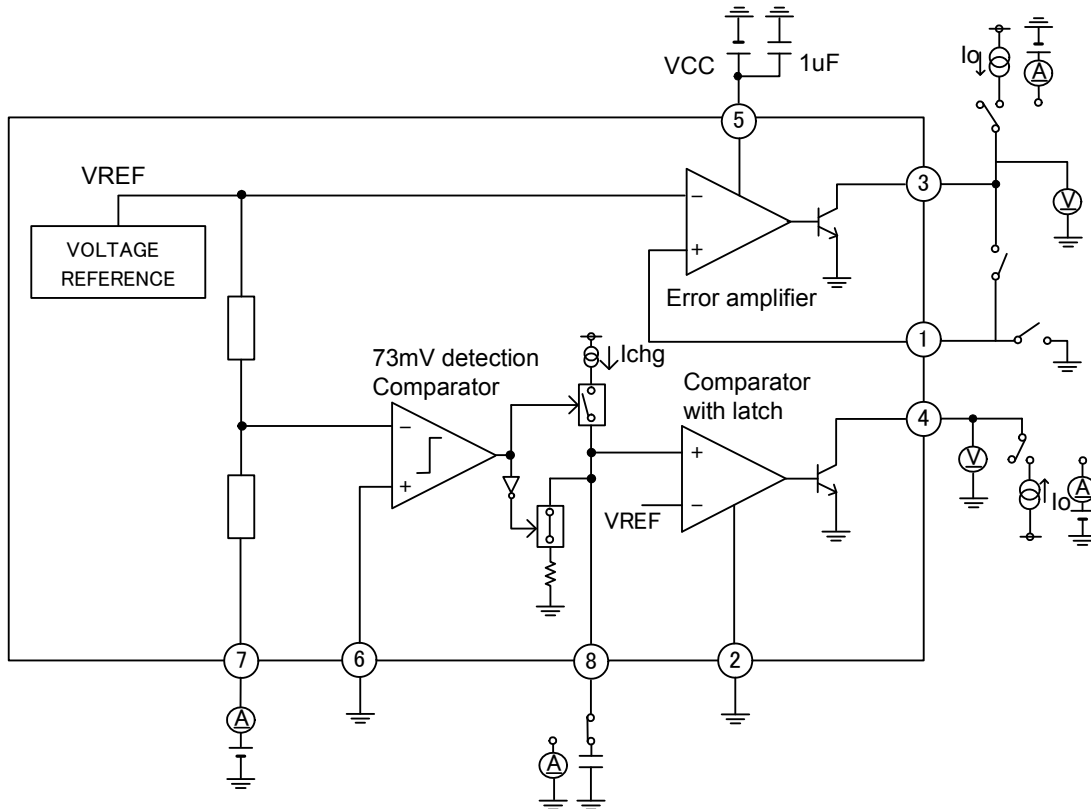 VCC
1uF
Io
A
5
VREF
−
+
3
V
VOLTAGE
REFERENCE
Error amplifier
1
73mV detection
Comparator
Ichg
Comparator
with latch
4
−
+
+
−
VREF
V
Io
A
7
6
8
2
A
A